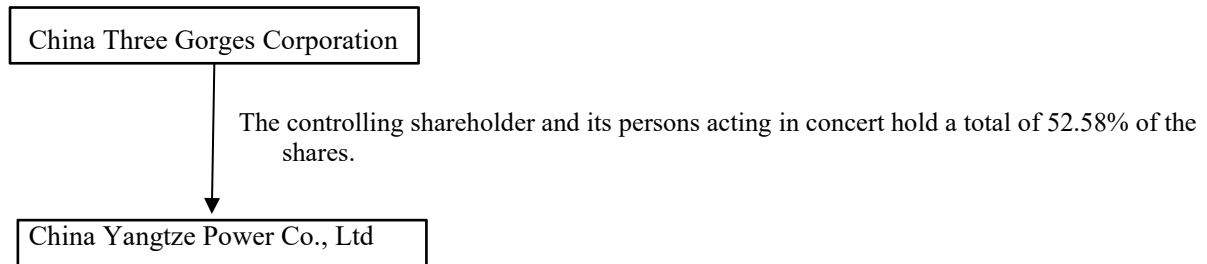 China Three Gorges Corporation
The controlling shareholder and its persons acting in concert hold a total of 52.58% of the
shares.
China Yangtze Power Co., Ltd